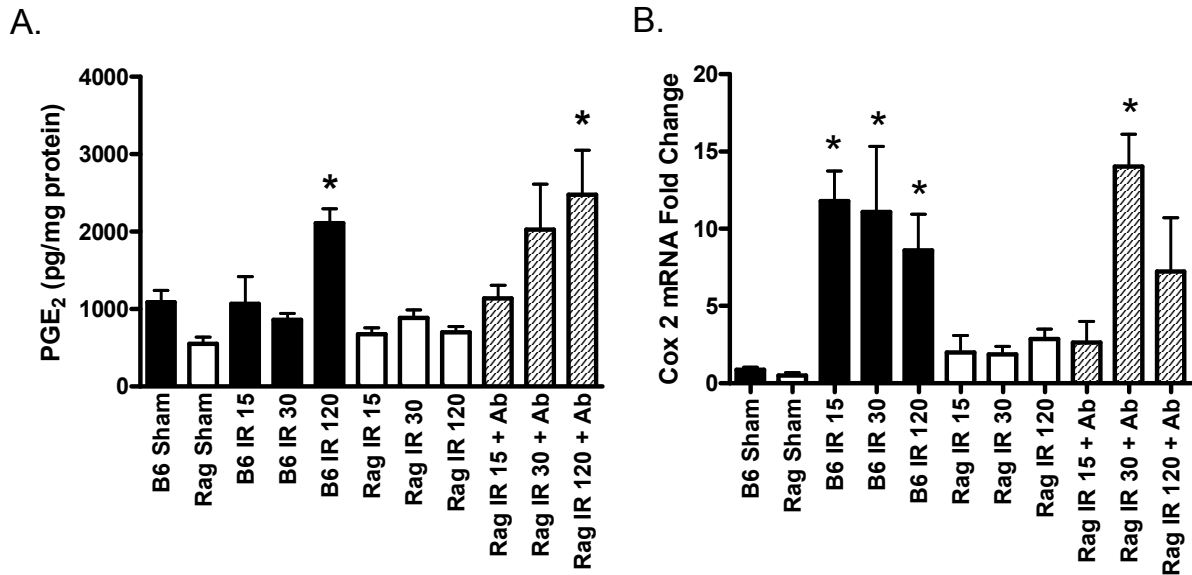 A.
PGE₂ (pg/mg protein)
4000
3000
2000
1000
0
*
*
B6 Sham
Rag Sham
B6 IR 15
B6 IR 30
B6 IR 120
Rag IR 15
Rag IR 30
Rag IR 120
Rag IR 15 + Ab
Rag IR 30 + Ab
Rag IR 120 + Ab
B.
Cox 2 mRNA Fold Change
20
15
10
5
0
*
*
*
*
B6 Sham
Rag Sham
B6 IR 15
B6 IR 30
B6 IR 120
Rag IR 15
Rag IR 30
Rag IR 120
Rag IR 15 + Ab
Rag IR 30 + Ab
Rag IR 120 + Ab